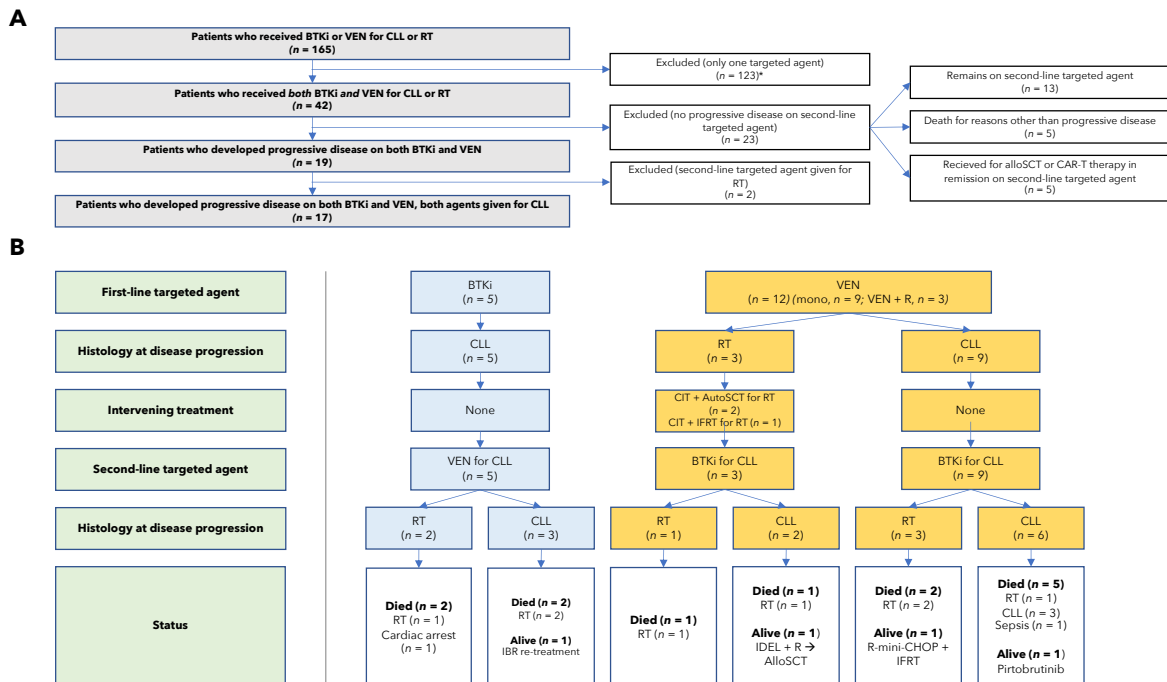 A
Patients who received BTKi or VEN for CLL or RT
(n = 165)
Excluded (only one targeted agent)
(n = 123)*
Patients who received both BTKi and VEN for CLL or RT
(n = 42)
Excluded (no progressive disease on second-line
targeted agent)
(n = 23)
Remains on second-line targeted agent
(n = 13)
Death for reasons other than progressive disease
(n = 5)
Recieved for alloSCT or CAR-T therapy in
remission on second-line targeted agent
(n = 5)
Patients who developed progressive disease on both BTKi and VEN
(n = 19)
Excluded (second-line targeted agent given for
RT)
(n = 2)
Patients who developed progressive disease on both BTKi and VEN, both agents given for CLL
(n = 17)
B
First-line targeted agent
BTKi
(n = 5)
VEN
(n = 12) (mono, n = 9; VEN + R, n = 3)
Histology at disease progression
CLL
(n = 5)
RT
(n = 3)
CLL
(n = 9)
Intervening treatment
None
CIT + AutoSCT for RT
(n = 2)
CIT + IFRT for RT (n = 1)
None
Second-line targeted agent
VEN for CLL
(n = 5)
BTKi for CLL
(n = 3)
BTKi for CLL
(n = 9)
Histology at disease progression
RT
(n = 2)
CLL
(n = 3)
RT
(n = 1)
CLL
(n = 2)
RT
(n = 3)
CLL
(n = 6)
Status
Died (n = 2)
RT (n = 1)
Cardiac arrest
(n = 1)
Died (n = 2)
RT (n = 2)
Alive (n = 1)
IBR re-treatment
Died (n = 1)
RT (n = 1)
Died (n = 1)
RT (n = 1)
Alive (n = 1)
IDEL + R →
AlloSCT
Died (n = 2)
RT (n = 2)
Alive (n = 1)
R-mini-CHOP +
IFRT
Died (n = 5)
RT (n = 1)
CLL (n = 3)
Sepsis (n = 1)
Alive (n = 1)
Pirtobrutinib